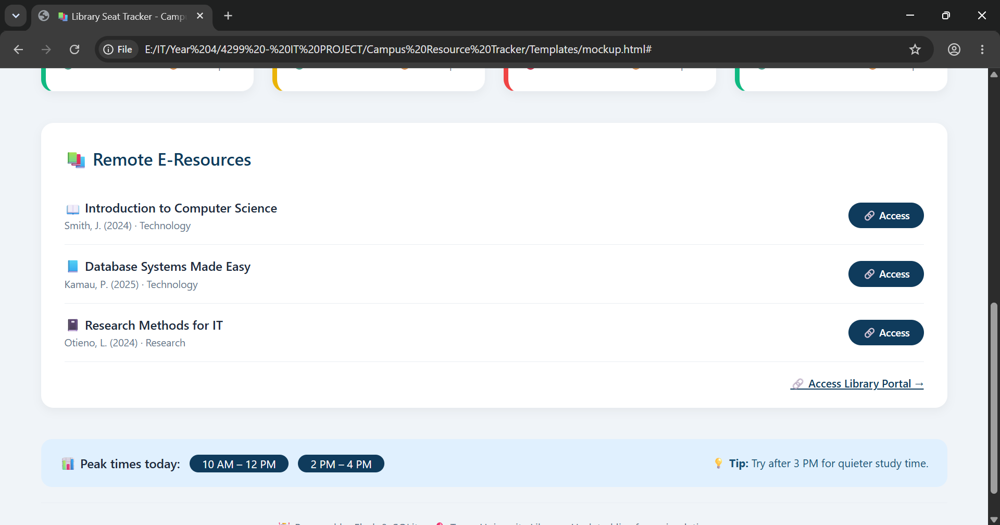 Library Seat Tracker - Camp
File
E:/IT/Year%204/4299%20-%20IT%20PROJECT/Campus%20Resource%20Tracker/Templates/mockup.html#
Remote E-Resources
Introduction to Computer Science
Smith, J. (2024) · Technology
Access
Database Systems Made Easy
Kamau, P. (2025) · Technology
Access
Research Methods for IT
Otieno, L. (2024) · Research
Access
Access Library Portal →
Peak times today: 10 AM – 12 PM 2 PM – 4 PM
Tip: Try after 3 PM for quieter study time.